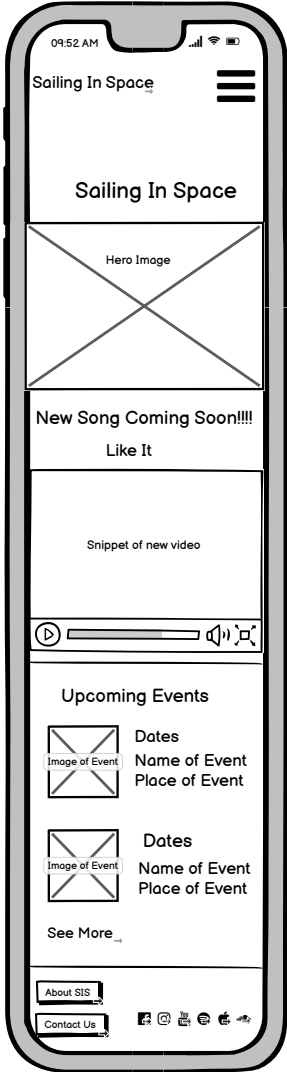 09:52 AM
Sailing In Space
Sailing In Space
Hero Image
New Song Coming Soon!!!!
Like It
Snippet of new video
Upcoming Events
Dates
Image of Event
Name of Event
Place of Event
Dates
Image of Event
Name of Event
Place of Event
See More
About SIS
Contact Us